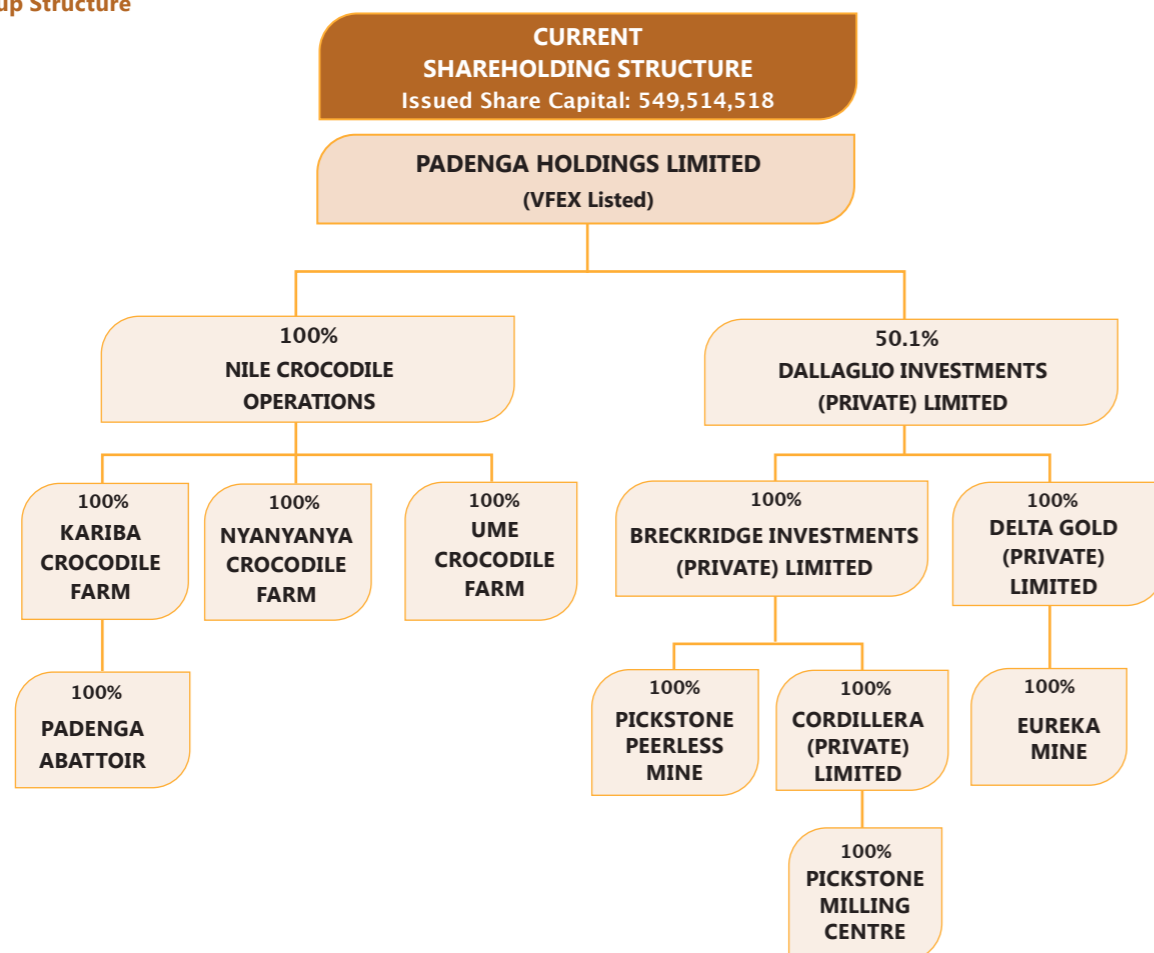 up Structure
CURRENT
SHAREHOLDING STRUCTURE
Issued Share Capital: 549,514,518
PADENGA HOLDINGS LIMITED
(VFEX Listed)
100%
NILE CROCODILE
OPERATIONS
50.1%
DALLAGLIO INVESTMENTS
(PRIVATE) LIMITED
100%
KARIBA
CROCODILE
FARM
100%
NYANYANYA
CROCODILE
FARM
100%
UME
CROCODILE
FARM
100%
BRECKRIDGE INVESTMENTS
(PRIVATE) LIMITED
100%
DELTA GOLD
(PRIVATE)
LIMITED
100%
PADENGA
ABATTOIR
100%
PICKSTONE
PEERLESS
MINE
100%
CORDILLERA
(PRIVATE)
LIMITED
100%
EUREKA
MINE
100%
PICKSTONE
MILLING
CENTRE